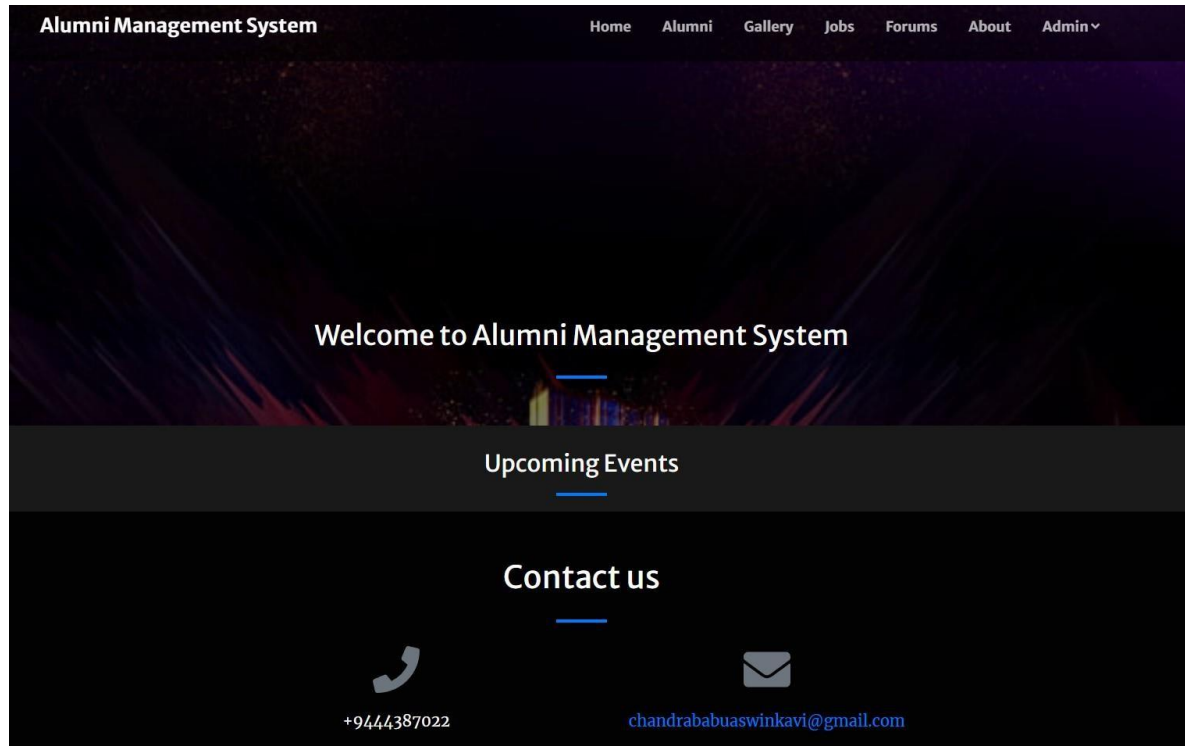 Alumni Management System
Home Alumni Gallery Jobs Forums About Admin
Welcome to Alumni Management System
Upcoming Events
Contact us
+9444387022
chandrababuaswinkavi@gmail.com